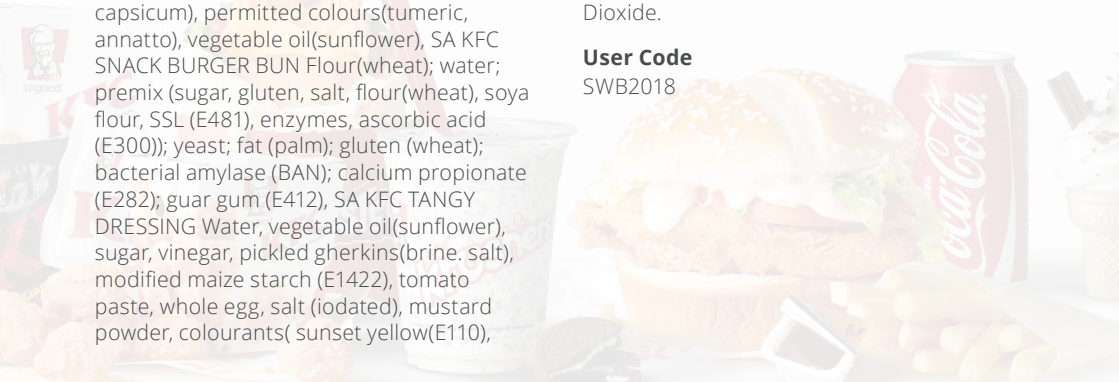 capsicum), permitted colours(tumeric,
annatto), vegetable oil(sunflower), SA KFC
SNACK BURGER BUN Flour(wheat); water;
premix (sugar, gluten, salt, flour(wheat), soya
flour, SSL (E481), enzymes, ascorbic acid
(E300)); yeast; fat (palm); gluten (wheat);
bacterial amylase (BAN); calcium propionate
(E282); guar gum (E412), SA KFC TANGY
DRESSING Water, vegetable oil(sunflower),
sugar, vinegar, pickled gherkins(brine. salt),
modified maize starch (E1422), tomato
paste, whole egg, salt (iodated), mustard
powder, colourants( sunset yellow(E110),
Dioxide.
User Code
SWB2018
KFC
sogood
Coca-Cola